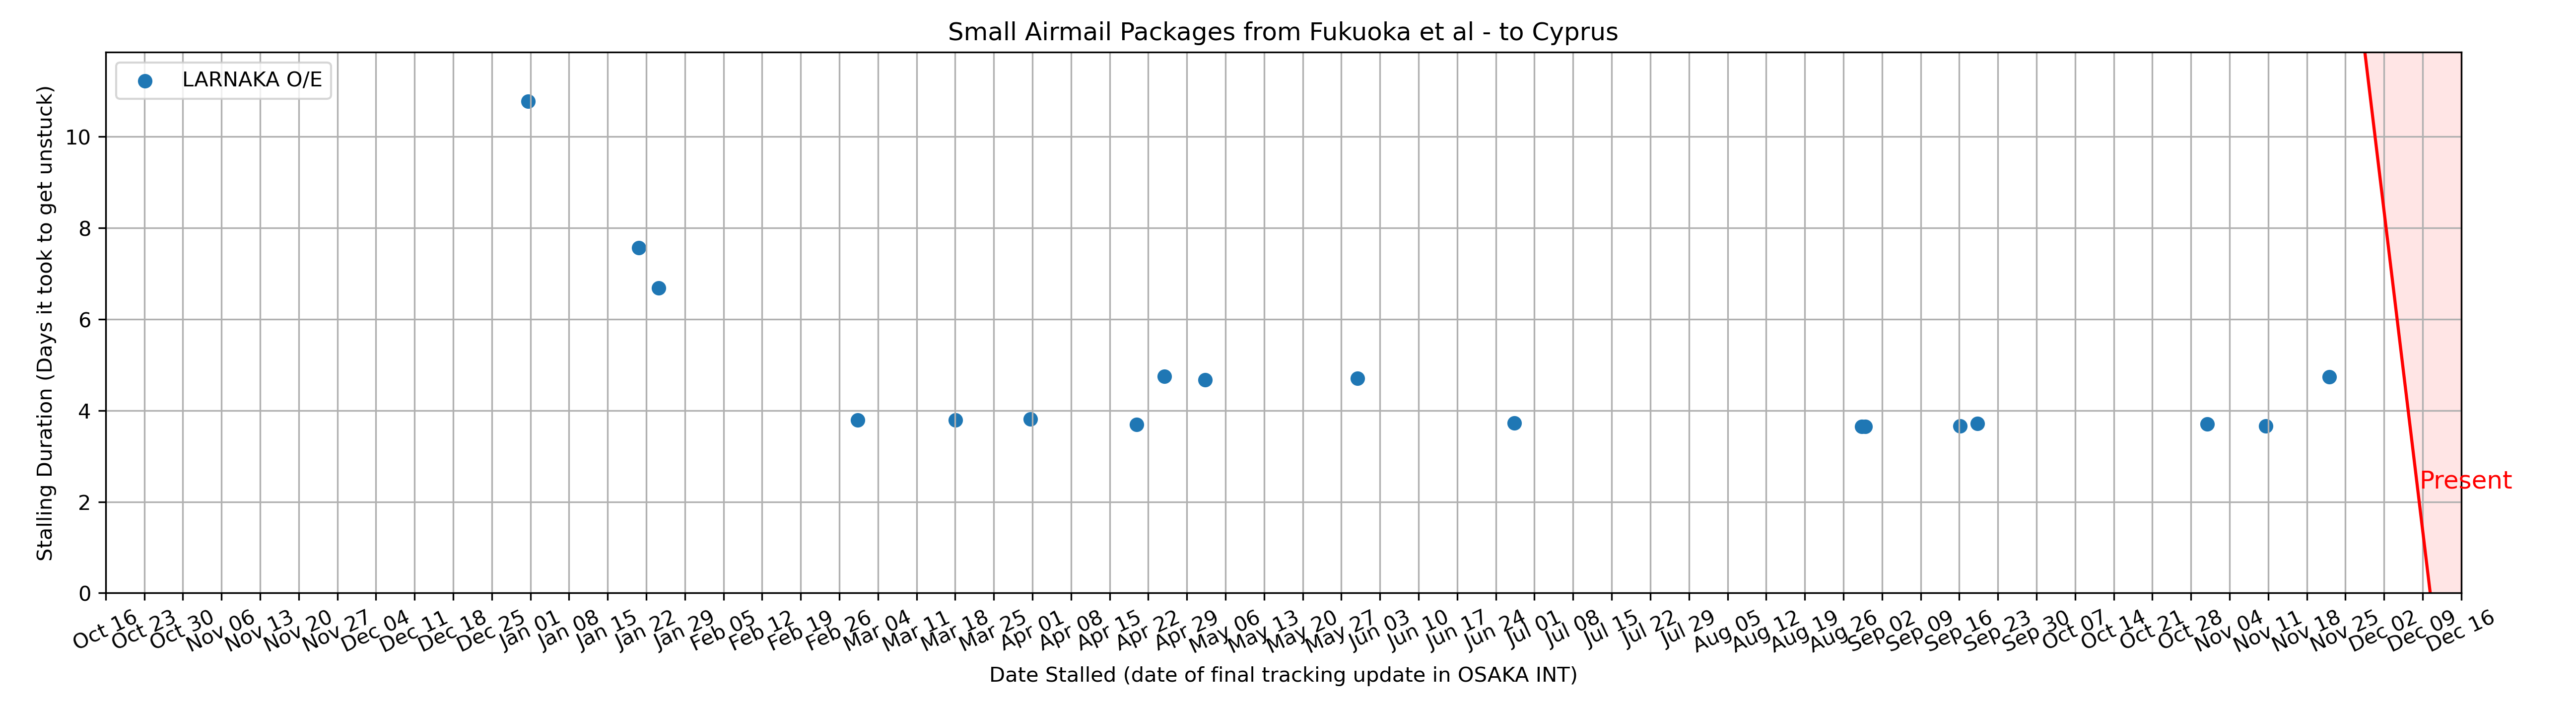 Small Airmail Packages from Fukuoka et al - to Cyprus
LARNAKA O/E
Stalling Duration (Days it took to get unstuck)
10
8
6
4
2
0
Present
Oct 16 Oct 23 Oct 30 Nov 06 Nov 13 Nov 20 Nov 27 Dec 04 Dec 11 Dec 18 Dec 25 Jan 01 Jan 08 Jan 15 Jan 22 Jan 29 Feb 05 Feb 12 Feb 19 Feb 26 Mar 04 Mar 11 Mar 18 Mar 25 Apr 01 Apr 08 Apr 15 Apr 22 Apr 29 May 06 May 13 May 20 May 27 Jun 03 Jun 10 Jun 17 Jun 24 Jul 01 Jul 08 Jul 15 Jul 22 Jul 29 Aug 05 Aug 12 Aug 19 Aug 26 Sep 02 Sep 09 Sep 16 Sep 23 Sep 30 Oct 07 Oct 14 Oct 21 Oct 28 Nov 04 Nov 11 Nov 18 Nov 25 Dec 02 Dec 09 Dec 16
Date Stalled (date of final tracking update in OSAKA INT)